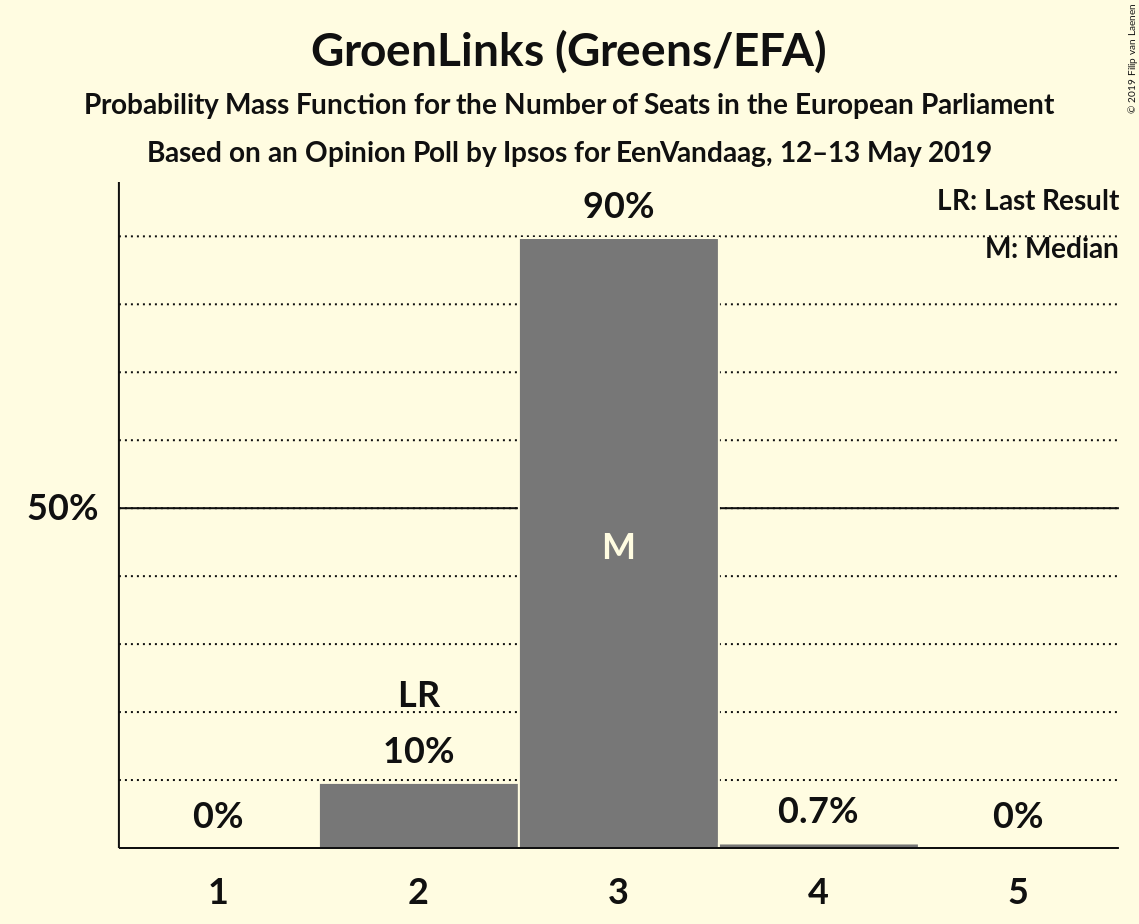 GroenLinks (Greens/EFA)
Probability Mass Function for the Number of Seats in the European Parliament
Based on an Opinion Poll by Ipsos for EenVandaag, 12–13 May 2019
© 2019 Filip van Laenen
LR: Last Result
M: Median
90%
50%
M
LR
10%
0%
0.7%
0%
1
2
3
4
5